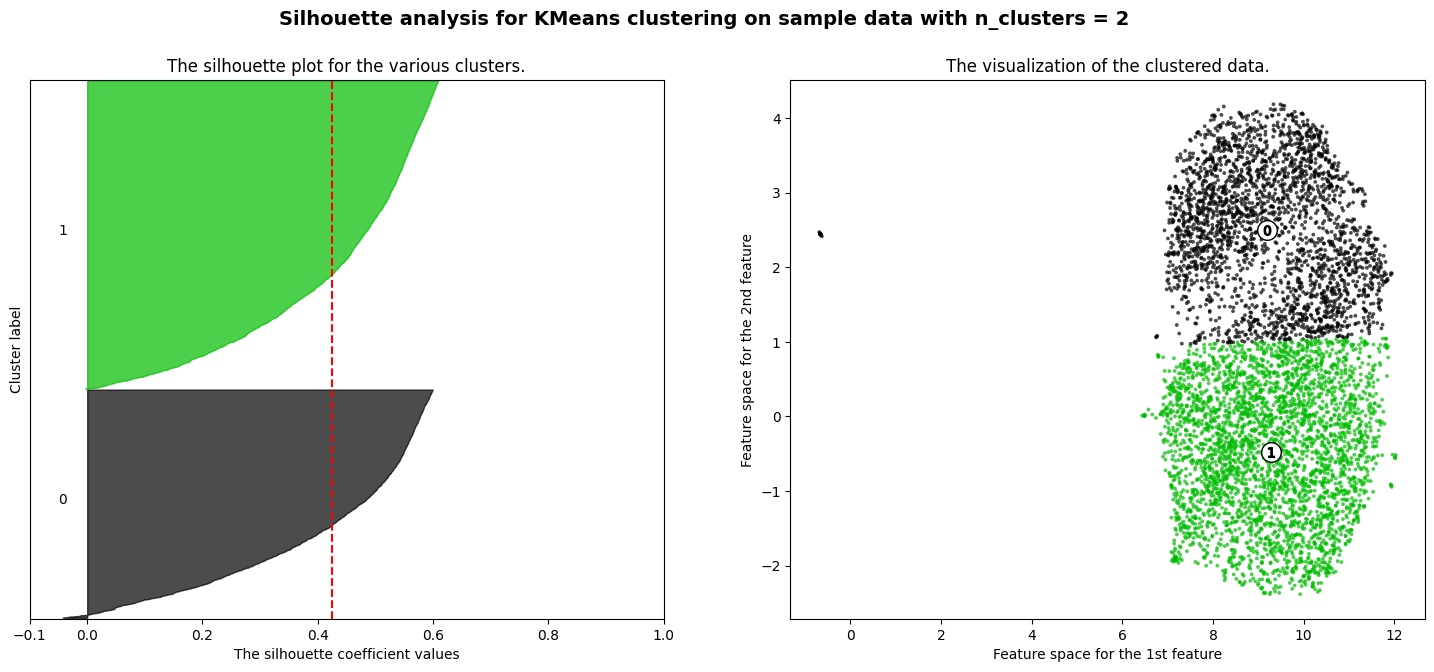 Silhouette analysis for KMeans clustering on sample data with n_clusters = 2
The silhouette plot for the various clusters.
Cluster label
1
0
−0.1 0.0 0.2 0.4 0.6 0.8 1.0
The silhouette coefficient values
The visualization of the clustered data.
Feature space for the 2nd feature
4
3
2
1
0
−1
−2
0
1
0 2 4 6 8 10 12
Feature space for the 1st feature